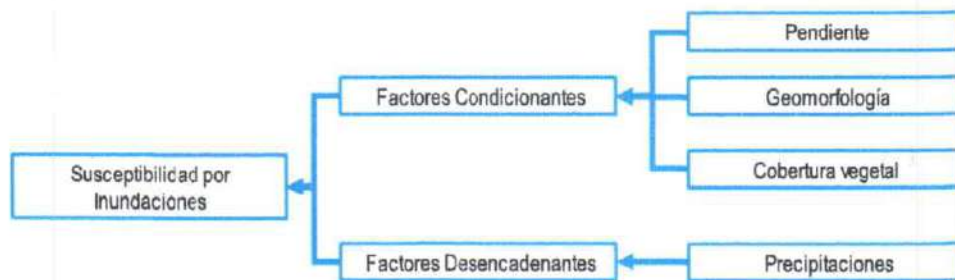 Pendiente
Factores Condicionantes
Geomorfología
Cobertura vegetal
Susceptibilidad por
Inundaciones
Factores Desencadenantes
Precipitaciones